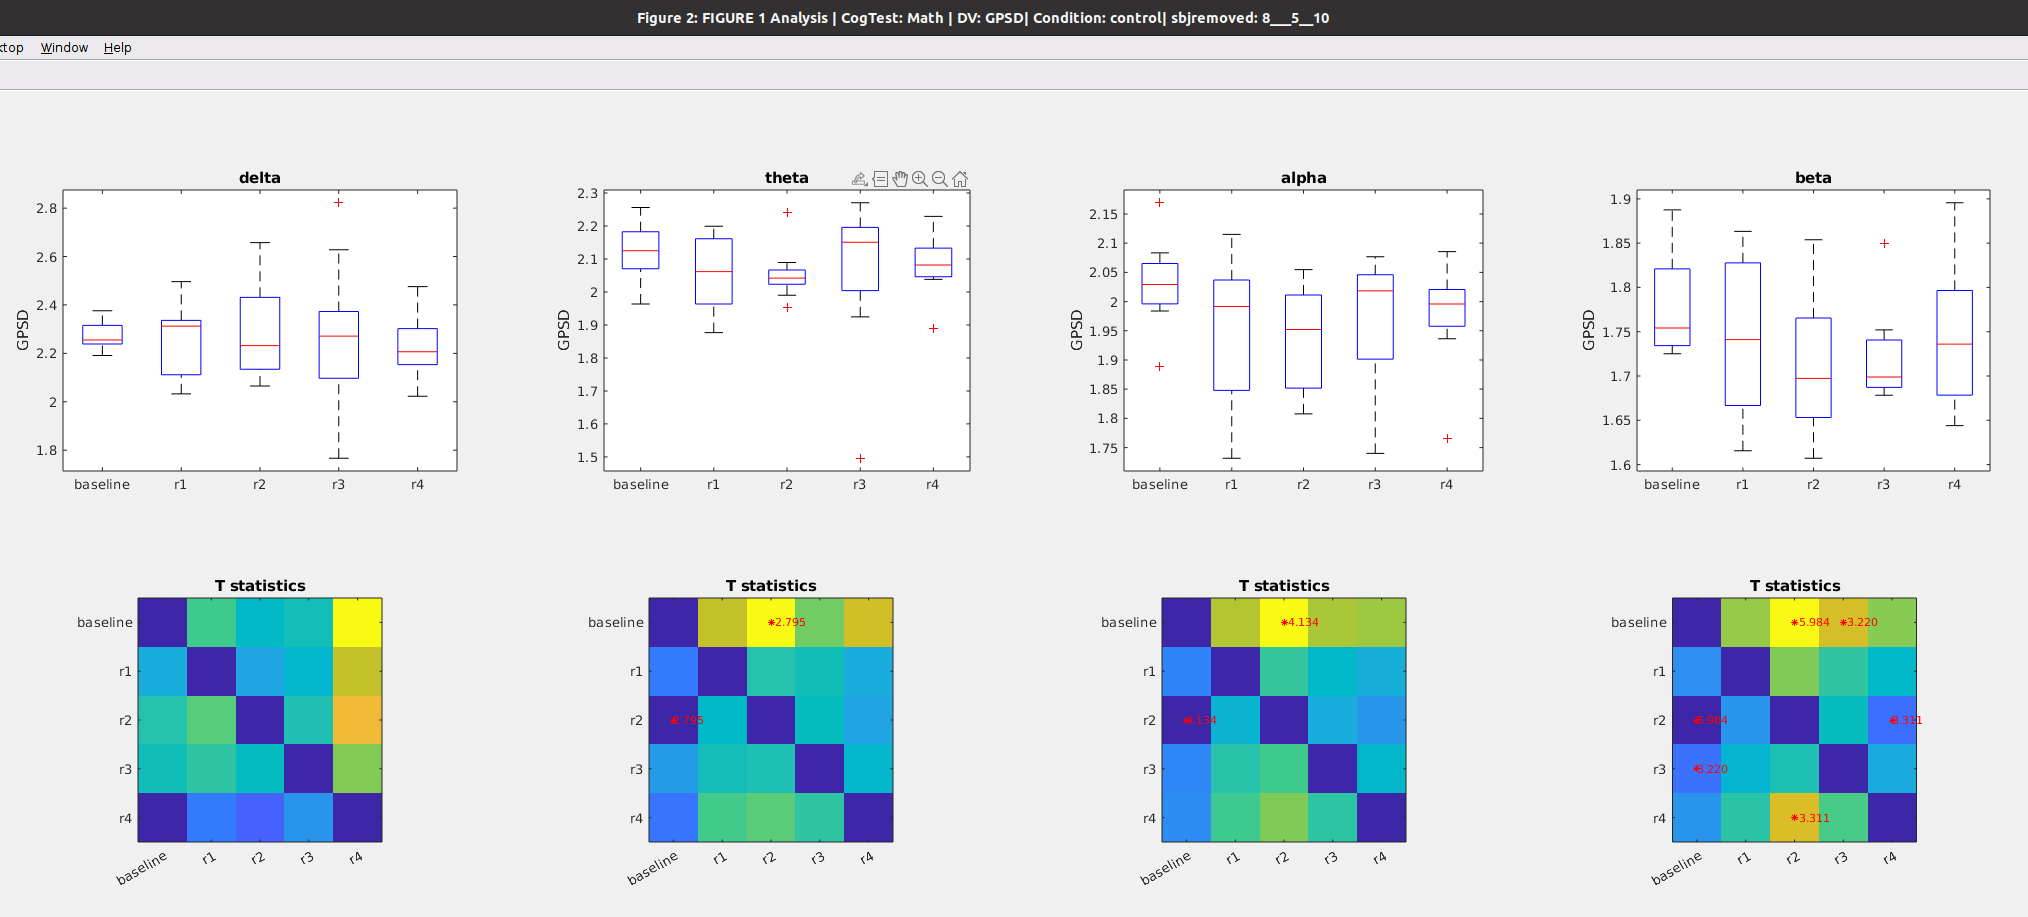 Figure 2: FIGURE 1 Analysis | CogTest: Math | DV: GPSD| Condition: control| sbjremoved: 8___5__10
Window Help
delta
GPSD
2.8
2.6
2.4
2.2
2
1.8
baseline r1 r2 r3 r4
theta
GPSD
2.3
2.2
2.1
2
1.9
1.8
1.7
1.6
1.5
baseline r1 r2 r3 r4
alpha
GPSD
2.15
2.1
2.05
2
1.95
1.9
1.85
1.8
1.75
baseline r1 r2 r3 r4
beta
GPSD
1.9
1.85
1.8
1.75
1.7
1.65
1.6
baseline r1 r2 r3 r4
T statistics
baseline
r1
r2
r3
r4
baseline r1 r2 r3 r4
T statistics
baseline *2.795
r1
r2
r3
r4
baseline r1 r2 r3 r4
T statistics
baseline *4.134
r1
r2
r3
r4
baseline r1 r2 r3 r4
T statistics
baseline *5.984 *3.220
r1
r2 *3.311
r3 *3.220
r4 *3.311
baseline r1 r2 r3 r4